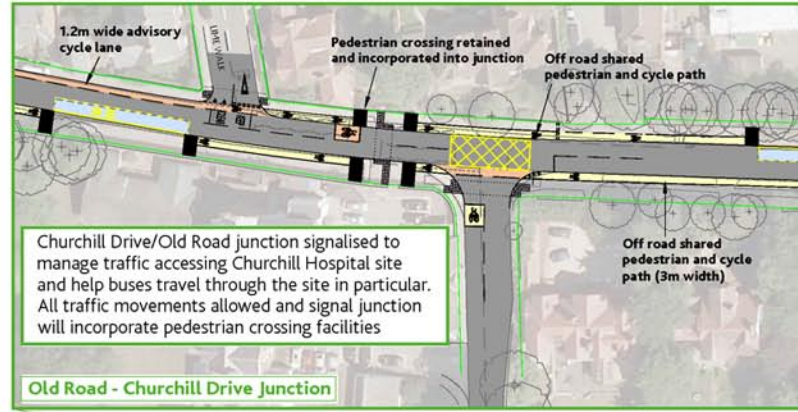 1.2m wide advisory
cycle lane
LIME WALK
Pedestrian crossing retained
and incorporated into junction
Off road shared
pedestrian and cycle path
Off road shared
pedestrian and cycle
path (3m width)
Churchill Drive/Old Road junction signalised to
manage traffic accessing Churchill Hospital site
and help buses travel through the site in particular.
All traffic movements allowed and signal junction
will incorporate pedestrian crossing facilities
Old Road - Churchill Drive Junction